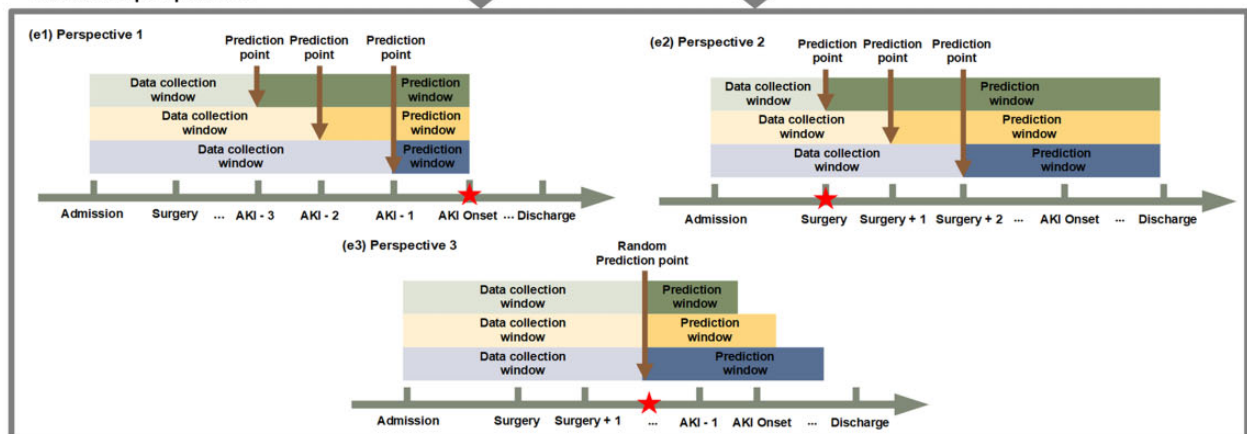 (e1) Perspective 1
Prediction point
Prediction point
Prediction point
Data collection window
Prediction window
Data collection window
Prediction window
Data collection window
Prediction window
Admission Surgery ... AKI - 3 AKI - 2 AKI - 1 AKI Onset ... Discharge
(e2) Perspective 2
Prediction point
Prediction point
Prediction point
Data collection window
Prediction window
Data collection window
Prediction window
Data collection window
Prediction window
Admission Surgery Surgery + 1 Surgery + 2 ... AKI Onset ... Discharge
(e3) Perspective 3
Random Prediction point
Data collection window
Prediction window
Data collection window
Prediction window
Data collection window
Prediction window
Admission Surgery Surgery + 1 ... AKI - 1 AKI Onset ... Discharge